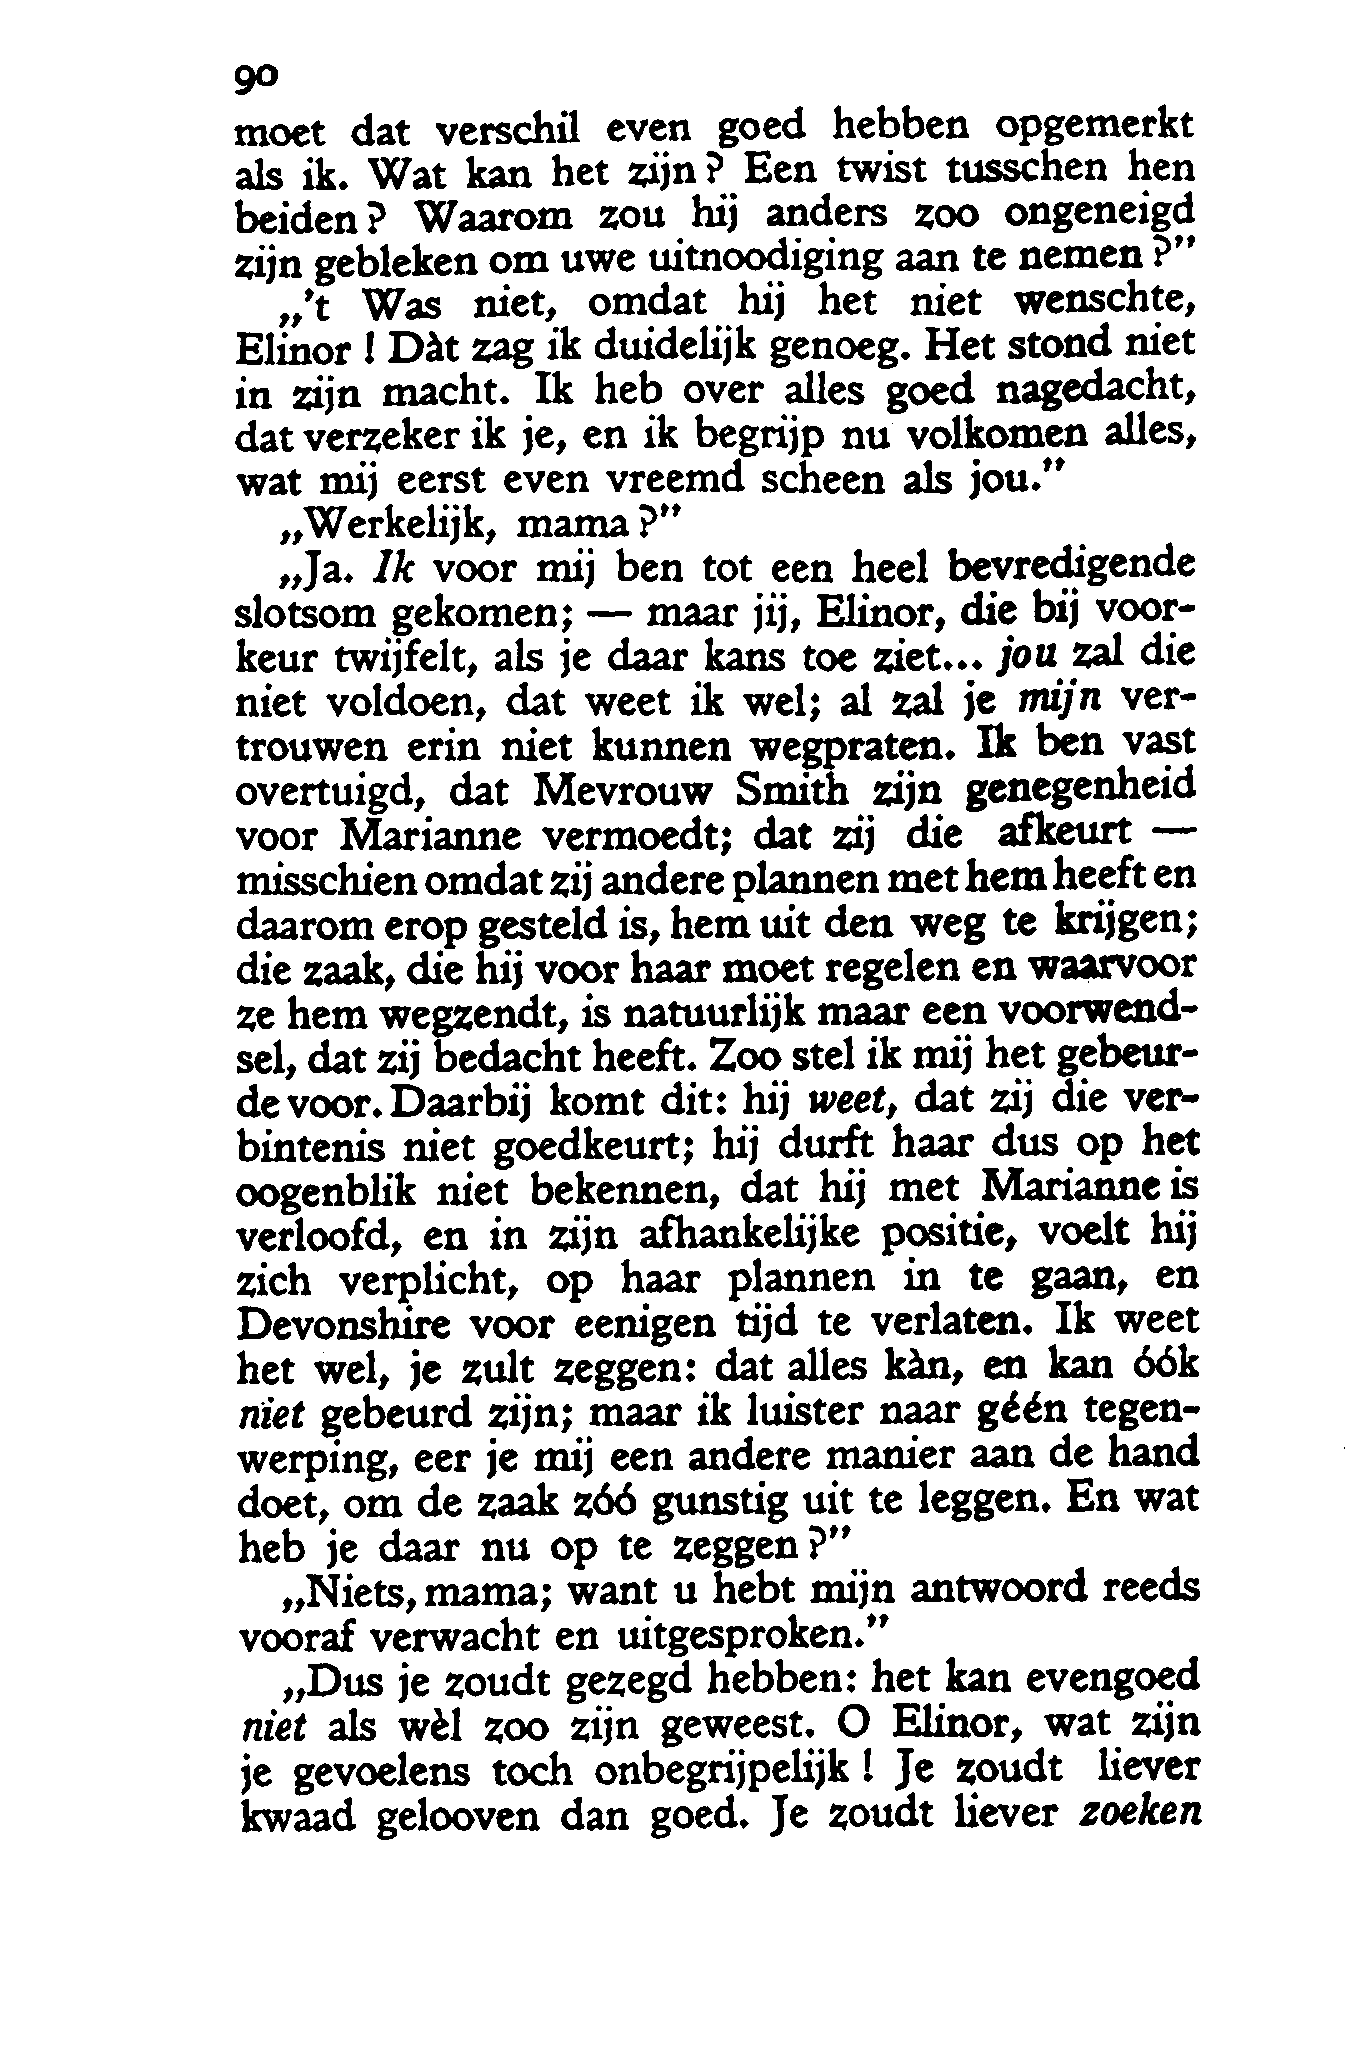 90
moet dat verschil even goed hebben opgemerkt
als ik. Wat kan het zijn? Een twist tusschen hen
beiden? Waarom zou hij anders zoo ongeneigd
zijn gebleken om uwe uitnoodiging aan te nemen?”
„'t Was niet, omdat hij het niet wenschte,
Elinor! Dàt zag ik duidelijk genoeg. Het stond niet
in zijn macht. Ik heb over alles goed nagedacht,
dat verzeker ik je, en ik begrijp nu volkomen alles,
wat mij eerst even vreemd scheen als jou.”
„Werkelijk, mama?”
„Ja. Ik voor mij ben tot een heel bevredigende
slotsom gekomen; — maar jij, Elinor, die bij voor-
keur twijfelt, als je daar kans toe ziet... jou zal die
niet voldoen, dat weet ik wel; al zal je mijn ver-
trouwen erin niet kunnen wegpraten. Ik ben vast
overtuigd, dat Mevrouw Smith zijn genegenheid
voor Marianne vermoedt; dat zij die afkeurt —
misschien omdat zij andere plannen met hem heeft en
daarom erop gesteld is, hem uit den weg te krijgen;
die zaak, die hij voor haar moet regelen en waarvoor
ze hem wegzendt, is natuurlijk maar een voorwend-
sel, dat zij bedacht heeft. Zoo stel ik mij het gebeur-
de voor. Daarbij komt dit: hij weet, dat zij die ver-
bintenis niet goedkeurt; hij durft haar dus op het
oogenblik niet bekennen, dat hij met Marianne is
verloofd, en in zijn afhankelijke positie, voelt hij
zich verplicht, op haar plannen in te gaan, en
Devonshire voor eenigen tijd te verlaten. Ik weet
het wel, je zult zeggen: dat alles kàn, en kan óók
niet gebeurd zijn; maar ik luister naar géén tegen-
werping, eer je mij een andere manier aan de hand
doet, om de zaak zóó gunstig uit te leggen. En wat
heb je daar nu op te zeggen?”
„Niets, mama; want u hebt mijn antwoord reeds
vooraf verwacht en uitgesproken.”
„Dus je zoudt gezegd hebben: het kan evengoed
niet als wèl zoo zijn geweest. O Elinor, wat zijn
je gevoelens toch onbegrijpelijk! Je zoudt liever
kwaad gelooven dan goed. Je zoudt liever zoeken